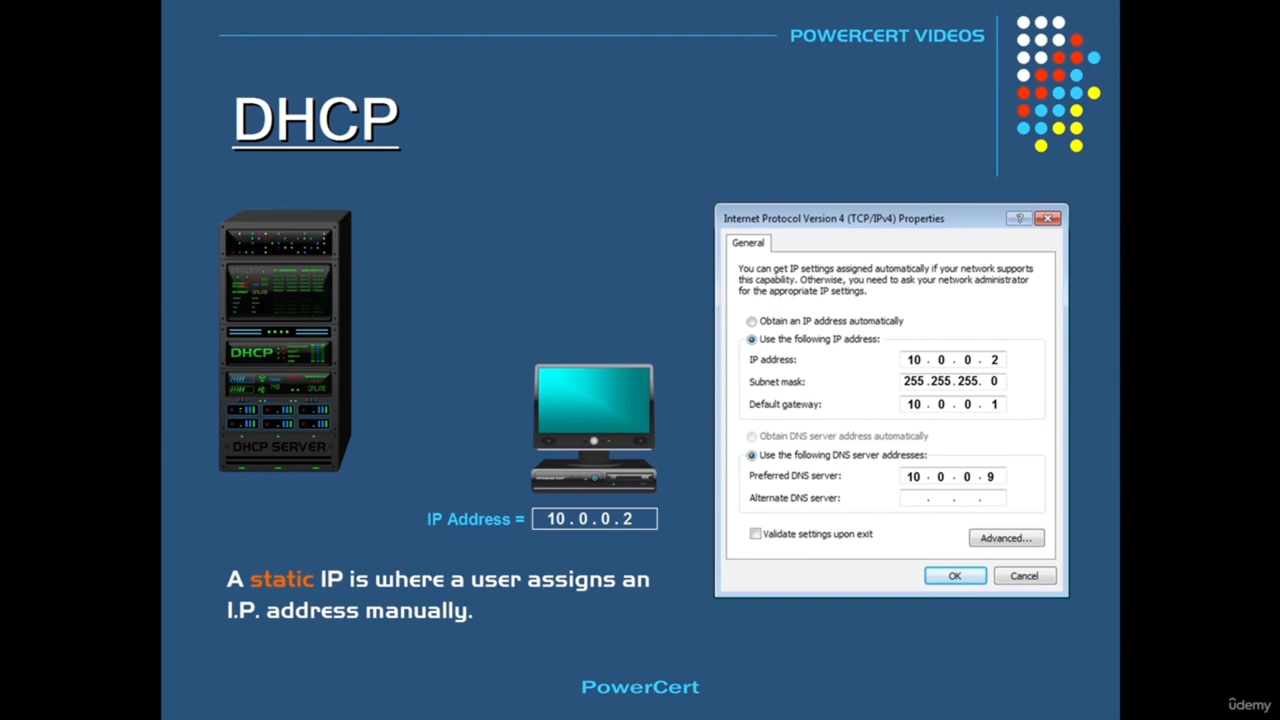 POWERCERT VIDEOS
DHCP
DHCP
DHCP SERVER
IP Address = 10.0.0.2
A static IP is where a user assigns an
I.P. address manually.
Internet Protocol Version 4 (TCP/IPv4) Properties
General
You can get IP settings assigned automatically if your network supports
this capability. Otherwise, you need to ask your network administrator
for the appropriate IP settings.
Obtain an IP address automatically
Use the following IP address:
IP address: 10 . 0 . 0 . 2
Subnet mask: 255 . 255 . 255 . 0
Default gateway: 10 . 0 . 0 . 1
Obtain DNS server address automatically
Use the following DNS server addresses:
Preferred DNS server: 10 . 0 . 0 . 9
Alternate DNS server: . . .
Validate settings upon exit
Advanced...
OK
Cancel
PowerCert
ûdemy